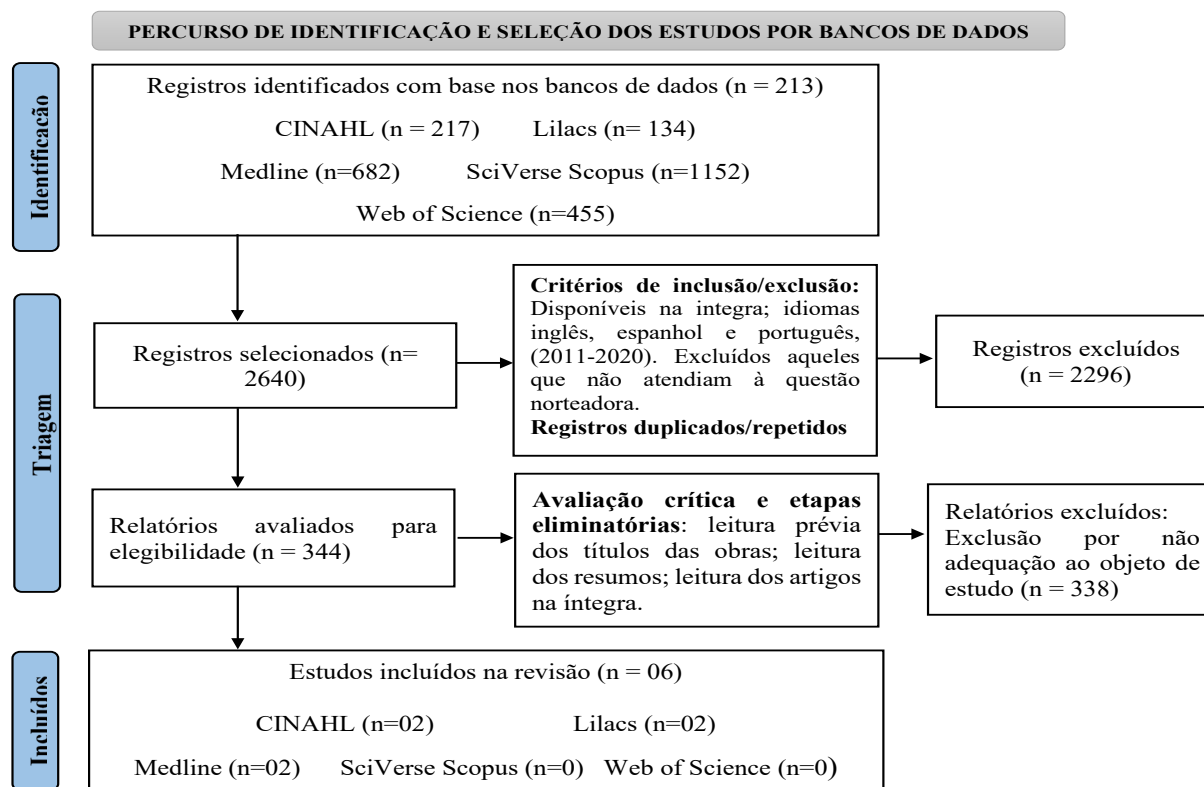 PERCURSO DE IDENTIFICAÇÃO E SELEÇÃO DOS ESTUDOS POR BANCOS DE DADOS
Identificação
Registros identificados com base nos bancos de dados (n = 213)
CINAHL (n = 217) Lilacs (n= 134)
Medline (n=682) SciVerse Scopus (n=1152)
Web of Science (n=455)
Triagem
Registros selecionados (n=
2640)
Critérios de inclusão/exclusão:
Disponíveis na integra; idiomas
inglês, espanhol e português,
(2011-2020). Excluídos aqueles
que não atendiam à questão
norteadora.
Registros duplicados/repetidos
Registros excluídos
(n = 2296)
Relatórios avaliados para
elegibilidade (n = 344)
Avaliação crítica e etapas
eliminatórias: leitura prévia
dos títulos das obras; leitura
dos resumos; leitura dos artigos
na íntegra.
Relatórios excluídos:
Exclusão por não
adequação ao objeto de
estudo (n = 338)
Incluídos
Estudos incluídos na revisão (n = 06)
CINAHL (n=02) Lilacs (n=02)
Medline (n=02) SciVerse Scopus (n=0) Web of Science (n=0)